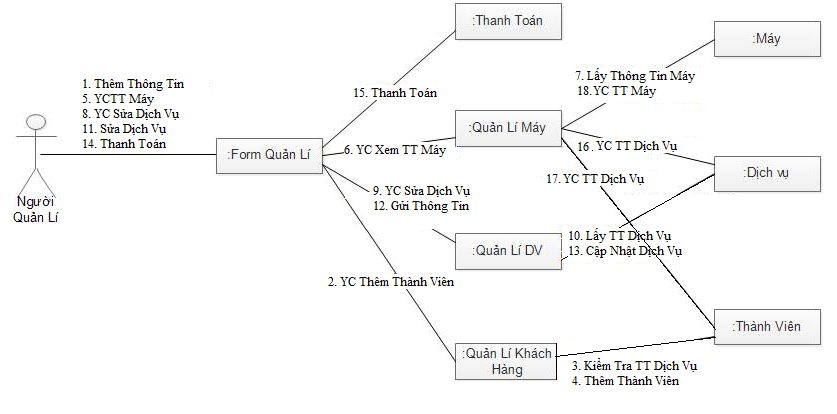 :Thanh Toán
:Máy
1. Thêm Thông Tin
5. YCTT Máy
8. YC Sửa Dịch Vụ
11. Sửa Dịch Vụ
14. Thanh Toán
15. Thanh Toán
7. Lấy Thông Tin Máy
18. YC TT Máy
:Quản Lí Máy
:Form Quản Lí
6. YC Xem TT Máy
16. YC TT Dịch Vụ
17. YC TT Dịch Vụ
:Dịch vụ
Người
Quản Lí
9. YC Sửa Dịch Vụ
12. Gửi Thông Tin
:Quản Lí DV
10. Lấy TT Dịch Vụ
13. Cập Nhật Dịch Vụ
2. YC Thêm Thành Viên
:Thành Viên
:Quản Lí Khách
Hàng
3. Kiểm Tra TT Dịch Vụ
4. Thêm Thành Viên